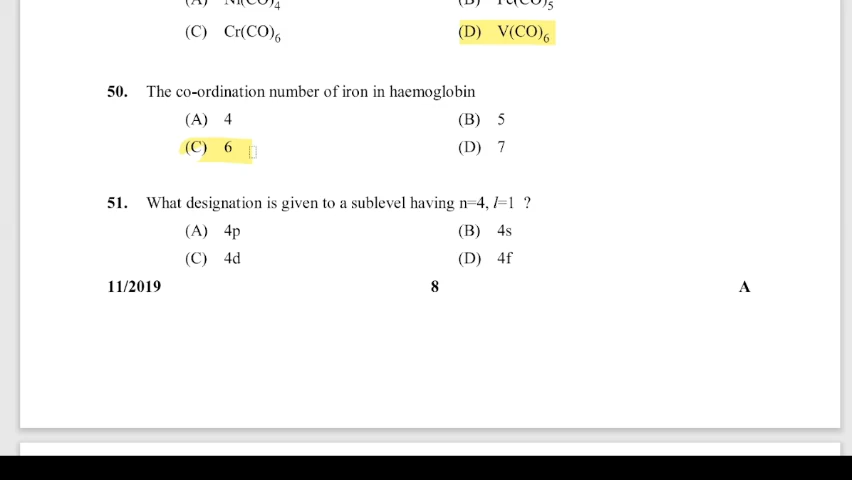 (C) Cr(CO)₆ (D) V(CO)₆
50. The co-ordination number of iron in haemoglobin
(A) 4 (B) 5
(C) 6 (D) 7
51. What designation is given to a sublevel having n=4, l=1 ?
(A) 4p (B) 4s
(C) 4d (D) 4f
11/2019 8 A